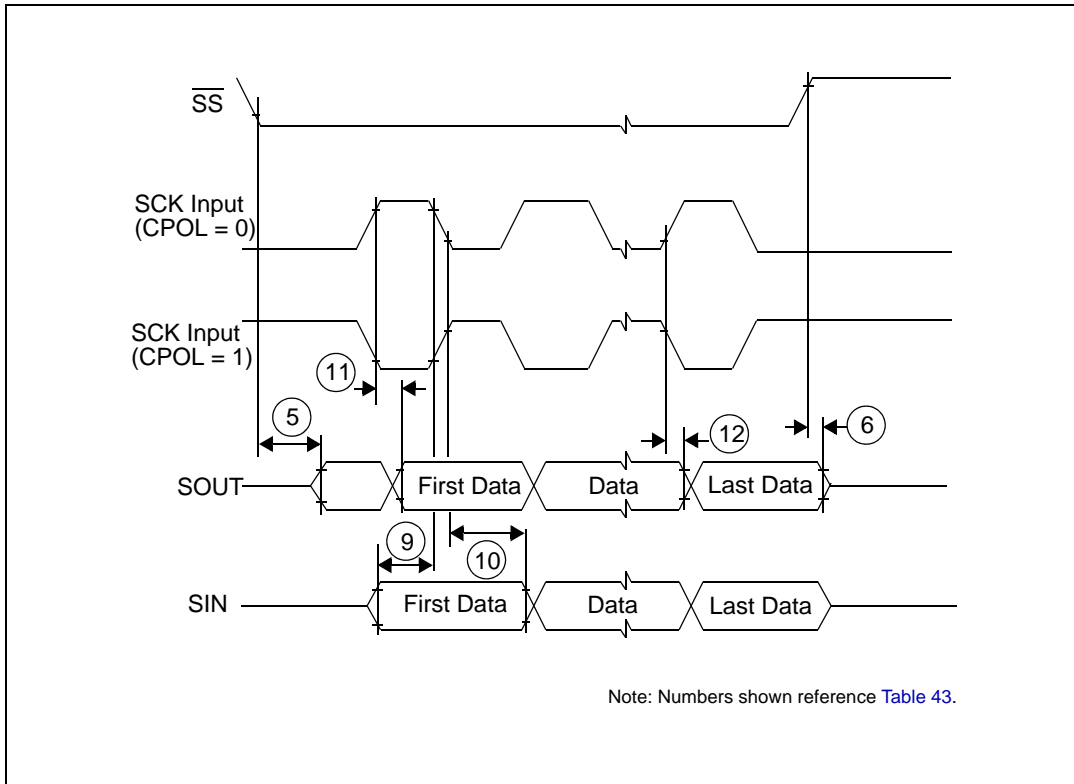 SS
SCK Input
(CPOL = 0)
SCK Input
(CPOL = 1)
11
5
12
6
SOUT
First Data
Data
Last Data
9
10
SIN
First Data
Data
Last Data
Note: Numbers shown reference Table 43.